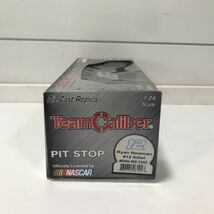 Die-Cast Replica
1:24
Scale
Team Caliber
PIT STOP
Officially Licensed by
NASCAR
12
Ryan Newman
#12 Alltel